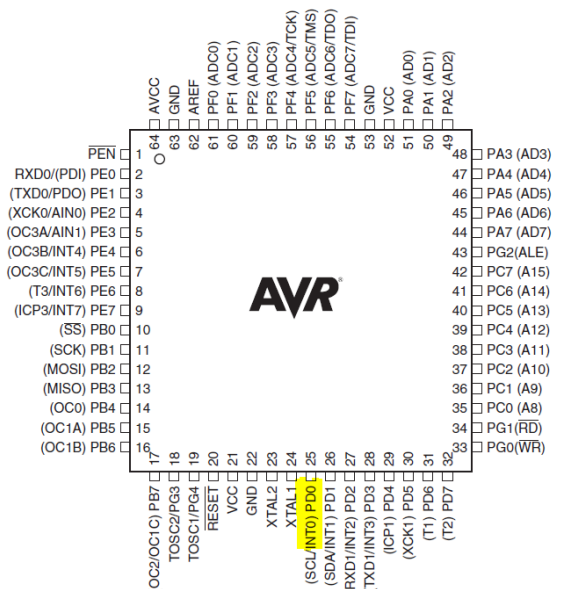 64 AVCC
63 GND
62 AREF
61 PF0 (ADC0)
60 PF1 (ADC1)
59 PF2 (ADC2)
58 PF3 (ADC3)
57 PF4 (ADC4/TCK)
56 PF5 (ADC5/TMS)
55 PF6 (ADC6/TDO)
54 PF7 (ADC7/TDI)
53 GND
52 VCC
51 PA0 (AD0)
50 PA1 (AD1)
49 PA2 (AD2)
PEN 1
RXD0/(PDI) PE0 2
(TXD0/PDO) PE1 3
(XCK0/AIN0) PE2 4
(OC3A/AIN1) PE3 5
(OC3B/INT4) PE4 6
(OC3C/INT5) PE5 7
(T3/INT6) PE6 8
(ICP3/INT7) PE7 9
(SS) PB0 10
(SCK) PB1 11
(MOSI) PB2 12
(MISO) PB3 13
(OC0) PB4 14
(OC1A) PB5 15
(OC1B) PB6 16
AVR®
48 PA3 (AD3)
47 PA4 (AD4)
46 PA5 (AD5)
45 PA6 (AD6)
44 PA7 (AD7)
43 PG2(ALE)
42 PC7 (A15)
41 PC6 (A14)
40 PC5 (A13)
39 PC4 (A12)
38 PC3 (A11)
37 PC2 (A10)
36 PC1 (A9)
35 PC0 (A8)
34 PG1(RD)
33 PG0(WR)
OC2/OC1C) PB7 17
TOSC2/PG3 18
TOSC1/PG4 19
RESET 20
VCC 21
GND 22
XTAL2 23
XTAL1 24
(SCL/INT0) PD0 25
(SDA/INT1) PD1 26
RXD1/INT2) PD2 27
TXD1/INT3) PD3 28
(ICP1) PD4 29
(XCK1) PD5 30
(T1) PD6 31
(T2) PD7 32